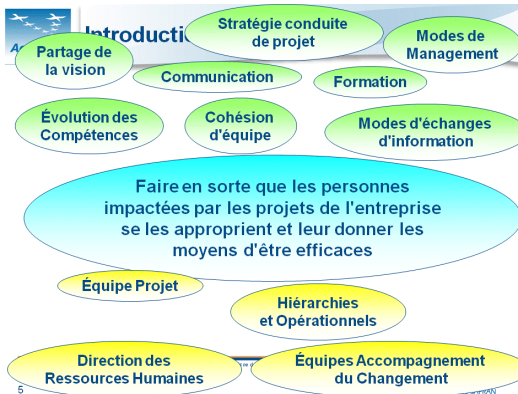 Introducti
Stratégie conduite
de projet
Modes de
Management
Partage de
la vision
Communication
Formation
Évolution des
Compétences
Cohésion
d'équipe
Modes d'échanges
d'information
Faire en sorte que les personnes
impactées par les projets de l'entreprise
se les approprient et leur donner les
moyens d'être efficaces
Équipe Projet
Hiérarchies
et Opérationnels
Direction des
Ressources Humaines
Équipes Accompagnement
du Changement
5